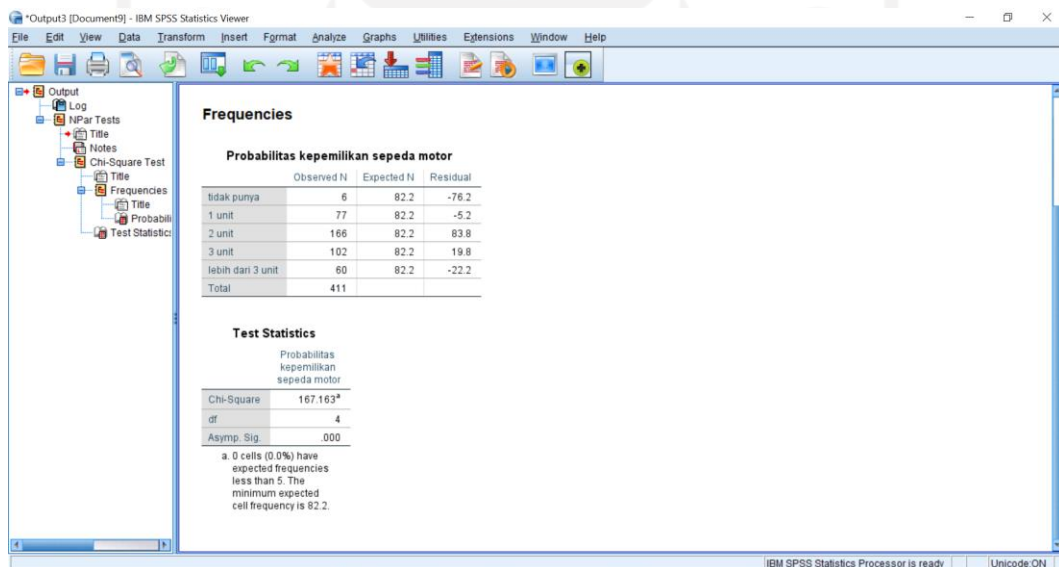 *Output3 [Document9] - IBM SPSS Statistics Viewer
File Edit View Data Transform Insert Format Analyze Graphs Utilities Extensions Window Help
Output
Log
NPar Tests
Title
Notes
Chi-Square Test
Title
Frequencies
Title
Probabili
Test Statistics
Frequencies
Probabilitas kepemilikan sepeda motor
Observed N Expected N Residual
tidak punya 6 82.2 -76.2
1 unit 77 82.2 -5.2
2 unit 166 82.2 83.8
3 unit 102 82.2 19.8
lebih dari 3 unit 60 82.2 -22.2
Total 411
Test Statistics
Probabilitas
kepemilikan
sepeda motor
Chi-Square 167.163a
df 4
Asymp. Sig. .000
a. 0 cells (0.0%) have
expected frequencies
less than 5. The
minimum expected
cell frequency is 82.2.
IBM SPSS Statistics Processor is ready Unicode:ON